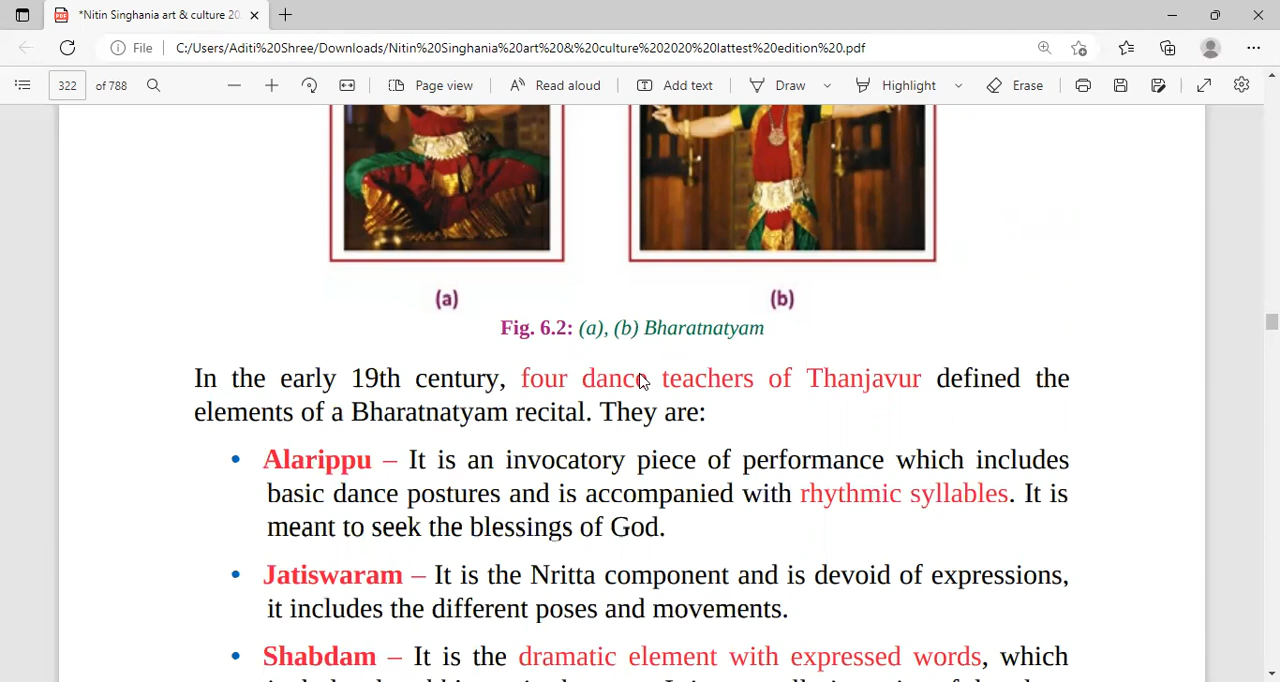 *Nitin Singhania art & culture 20
File C:/Users/Aditi%20Shree/Downloads/Nitin%20Singhania%20art%20&%20culture%202020%20lattest%20edition%20.pdf
322 of 788 Page view Read aloud Add text Draw Highlight Erase
(a) (b)
Fig. 6.2: (a), (b) Bharatnatyam
In the early 19th century, four dance teachers of Thanjavur defined the
elements of a Bharatnatyam recital. They are:
• Alarippu – It is an invocatory piece of performance which includes
basic dance postures and is accompanied with rhythmic syllables. It is
meant to seek the blessings of God.
• Jatiswaram – It is the Nritta component and is devoid of expressions,
it includes the different poses and movements.
• Shabdam – It is the dramatic element with expressed words, which